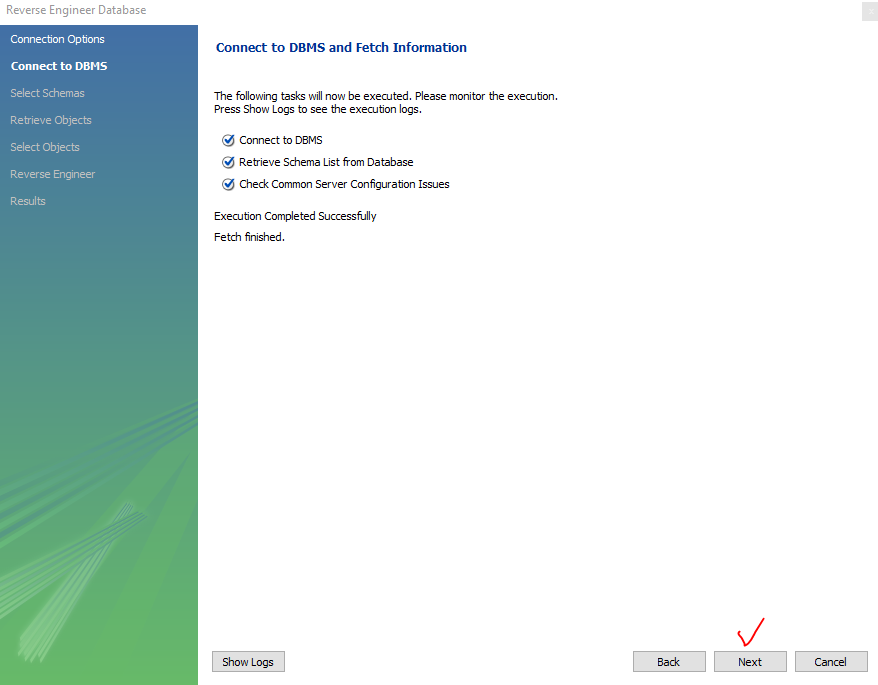 Reverse Engineer Database
Connection Options
Connect to DBMS
Select Schemas
Retrieve Objects
Select Objects
Reverse Engineer
Results
Connect to DBMS and Fetch Information
The following tasks will now be executed. Please monitor the execution.
Press Show Logs to see the execution logs.
Connect to DBMS
Retrieve Schema List from Database
Check Common Server Configuration Issues
Execution Completed Successfully
Fetch finished.
Show Logs
Back
Next
Cancel